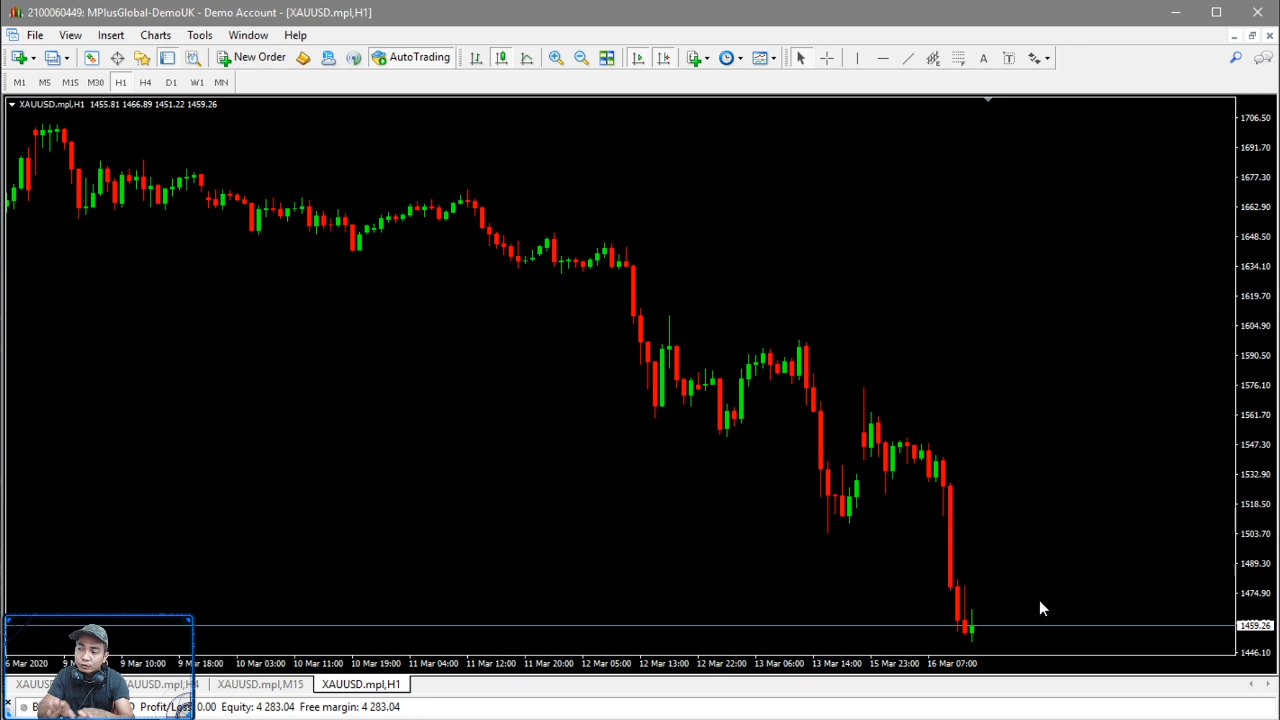 2100060449: MPlusGlobal-DemoUK - Demo Account - [XAUUSD.mpl,H1]
File View Insert Charts Tools Window Help
New Order AutoTrading A T
M1 M5 M15 M30 H1 H4 D1 W1 MN
XAUUSD.mpl,H1 1455.81 1466.89 1451.22 1459.26
1706.50
1691.70
1677.30
1662.90
1648.50
1634.10
1619.70
1604.90
1590.50
1576.10
1561.70
1547.30
1532.90
1518.50
1503.70
1489.30
1474.90
1459.26
1446.10
6 Mar 2020 9 Mar 10:00 9 Mar 18:00 10 Mar 03:00 10 Mar 11:00 10 Mar 19:00 11 Mar 04:00 11 Mar 12:00 11 Mar 20:00 12 Mar 05:00 12 Mar 13:00 12 Mar 22:00 13 Mar 06:00 13 Mar 14:00 15 Mar 23:00 16 Mar 07:00
XAUUSD.mpl,M15 XAUUSD.mpl,H1
Profit/Loss: 0.00 Equity: 4 283.04 Free margin: 4 283.04